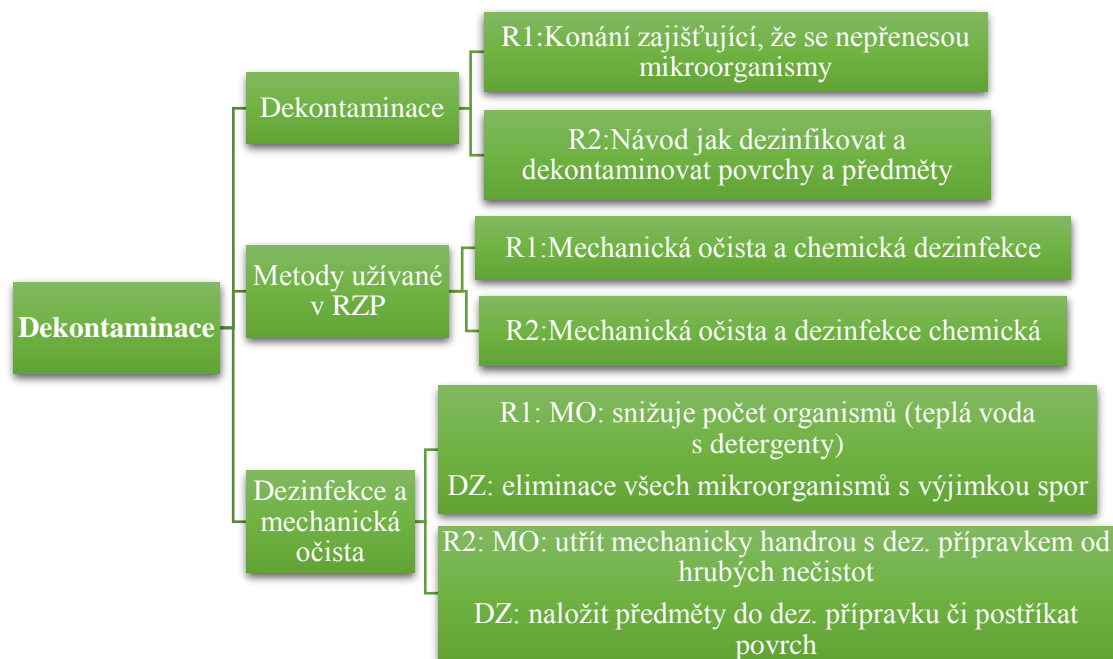 R1:Konání zajišťující, že se nepřenesou
mikroorganismy
Dekontaminace
R2:Návod jak dezinfikovat a
dekontaminovat povrchy a předměty
R1:Mechanická očista a chemická dezinfekce
Metody užívané
v RZP
R2:Mechanická očista a dezinfekce chemická
Dekontaminace
R1: MO: snižuje počet organismů (teplá voda
s detergenty)
DZ: eliminace všech mikroorganismů s výjimkou spor
Dezinfekce a
mechanická
očista
R2: MO: utřít mechanicky handrou s dez. přípravkem od
hrubých nečistot
DZ: naložit předměty do dez. přípravku či postříkat
povrch